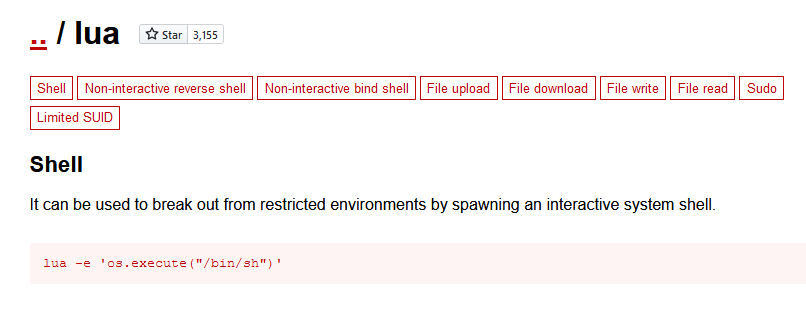 .. / lua Star 3,155
Shell Non-interactive reverse shell Non-interactive bind shell File upload File download File write File read Sudo
Limited SUID
Shell
It can be used to break out from restricted environments by spawning an interactive system shell.
lua -e 'os.execute("/bin/sh")'